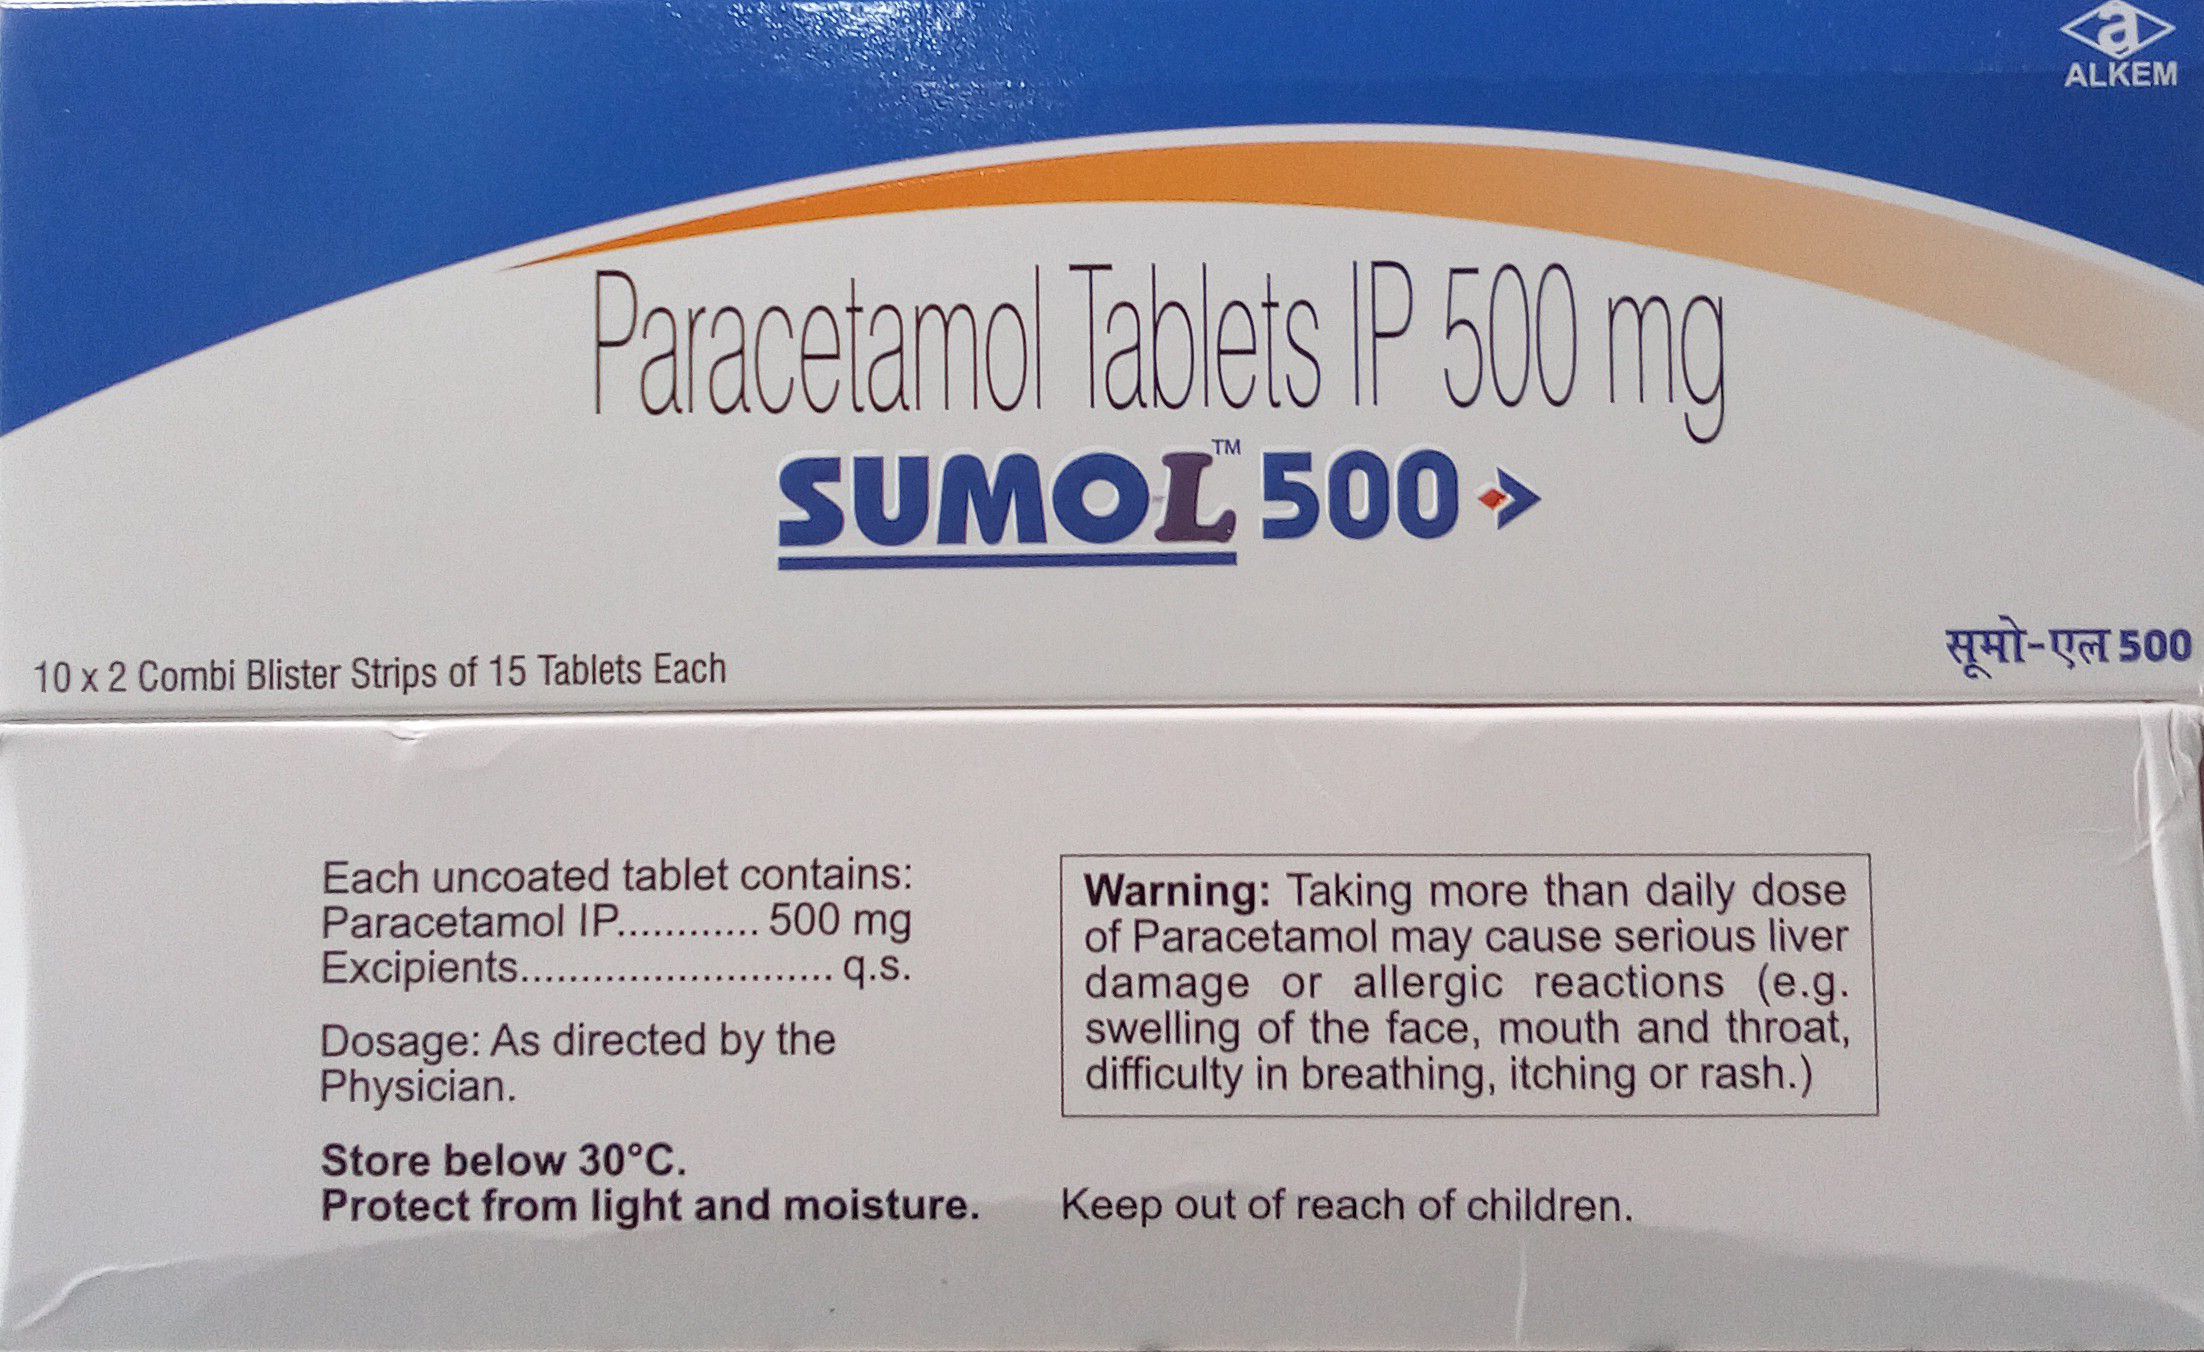 a
ALKEM
Paracetamol Tablets IP 500 mg
SUMO-L™ 500
10 x 2 Combi Blister Strips of 15 Tablets Each
सूमो-एल 500
Each uncoated tablet contains:
Paracetamol IP............ 500 mg
Excipients.......................... q.s.
Dosage: As directed by the
Physician.
Store below 30°C.
Protect from light and moisture.
Warning: Taking more than daily dose
of Paracetamol may cause serious liver
damage or allergic reactions (e.g.
swelling of the face, mouth and throat,
difficulty in breathing, itching or rash.)
Keep out of reach of children.